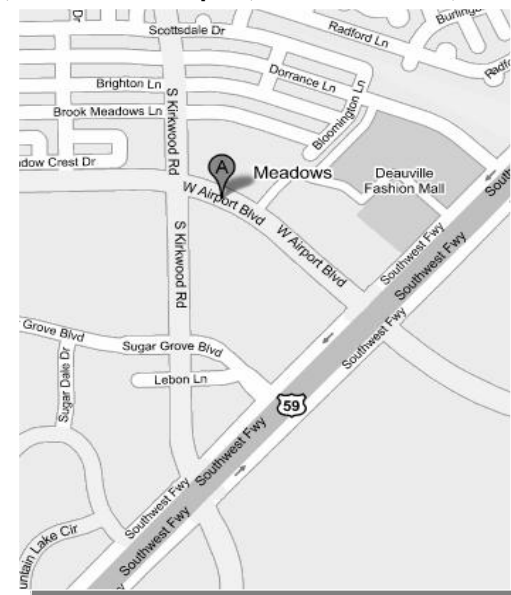 Scottsdale Dr
Radford Ln
Dr
Brighton Ln
Dorrance Ln
Brook Meadows Ln
S Kirkwood Rd
Bloomington Ln
dow Crest Dr
A
Meadows
Deauville
Fashion Mall
W Airport Blvd
W Airport Blvd
S Kirkwood Rd
Southwest Fwy
Southwest Fwy
Southwest Fwy
Grove Blvd
Sugar Grove Blvd
Sugar Dale Dr
Lebon Ln
59
Southwest Fwy
Southwest Fwy
Southwest Fwy
untain Lake Cir